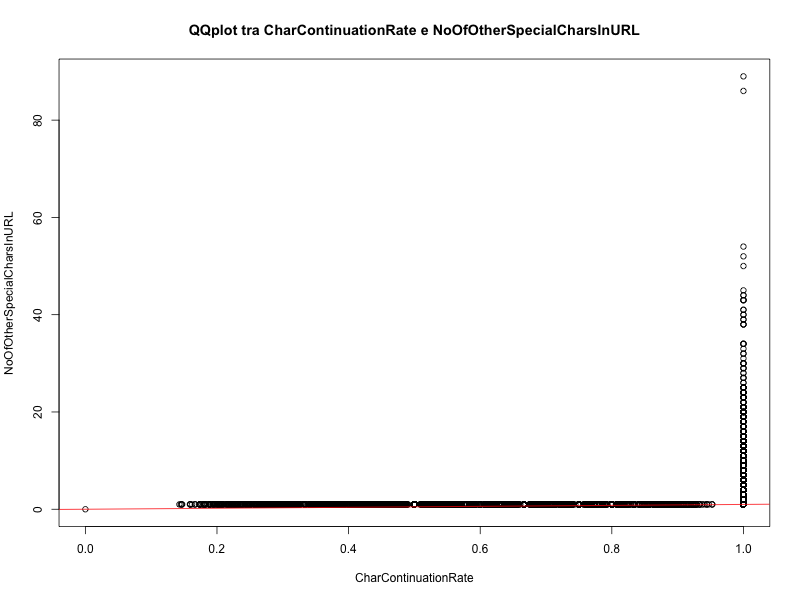 QQplot tra CharContinuationRate e NoOfOtherSpecialCharsInURL
NoOfOtherSpecialCharsInURL
80
60
40
20
0
0.0 0.2 0.4 0.6 0.8 1.0
CharContinuationRate